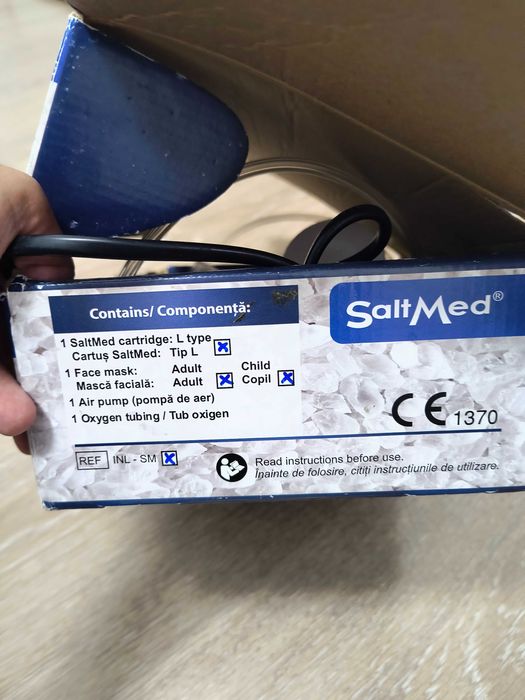 Contains/ Componență:
SaltMed®
1 SaltMed cartridge: L type
Cartuș SaltMed: Tip L
1 Face mask: Adult Child
Mască facială: Adult Copil
1 Air pump (pompă de aer)
1 Oxygen tubing / Tub oxigen
CE 1370
REF INL - SM
Read instructions before use.
Înainte de folosire, citiți instrucțiunile de utilizare.